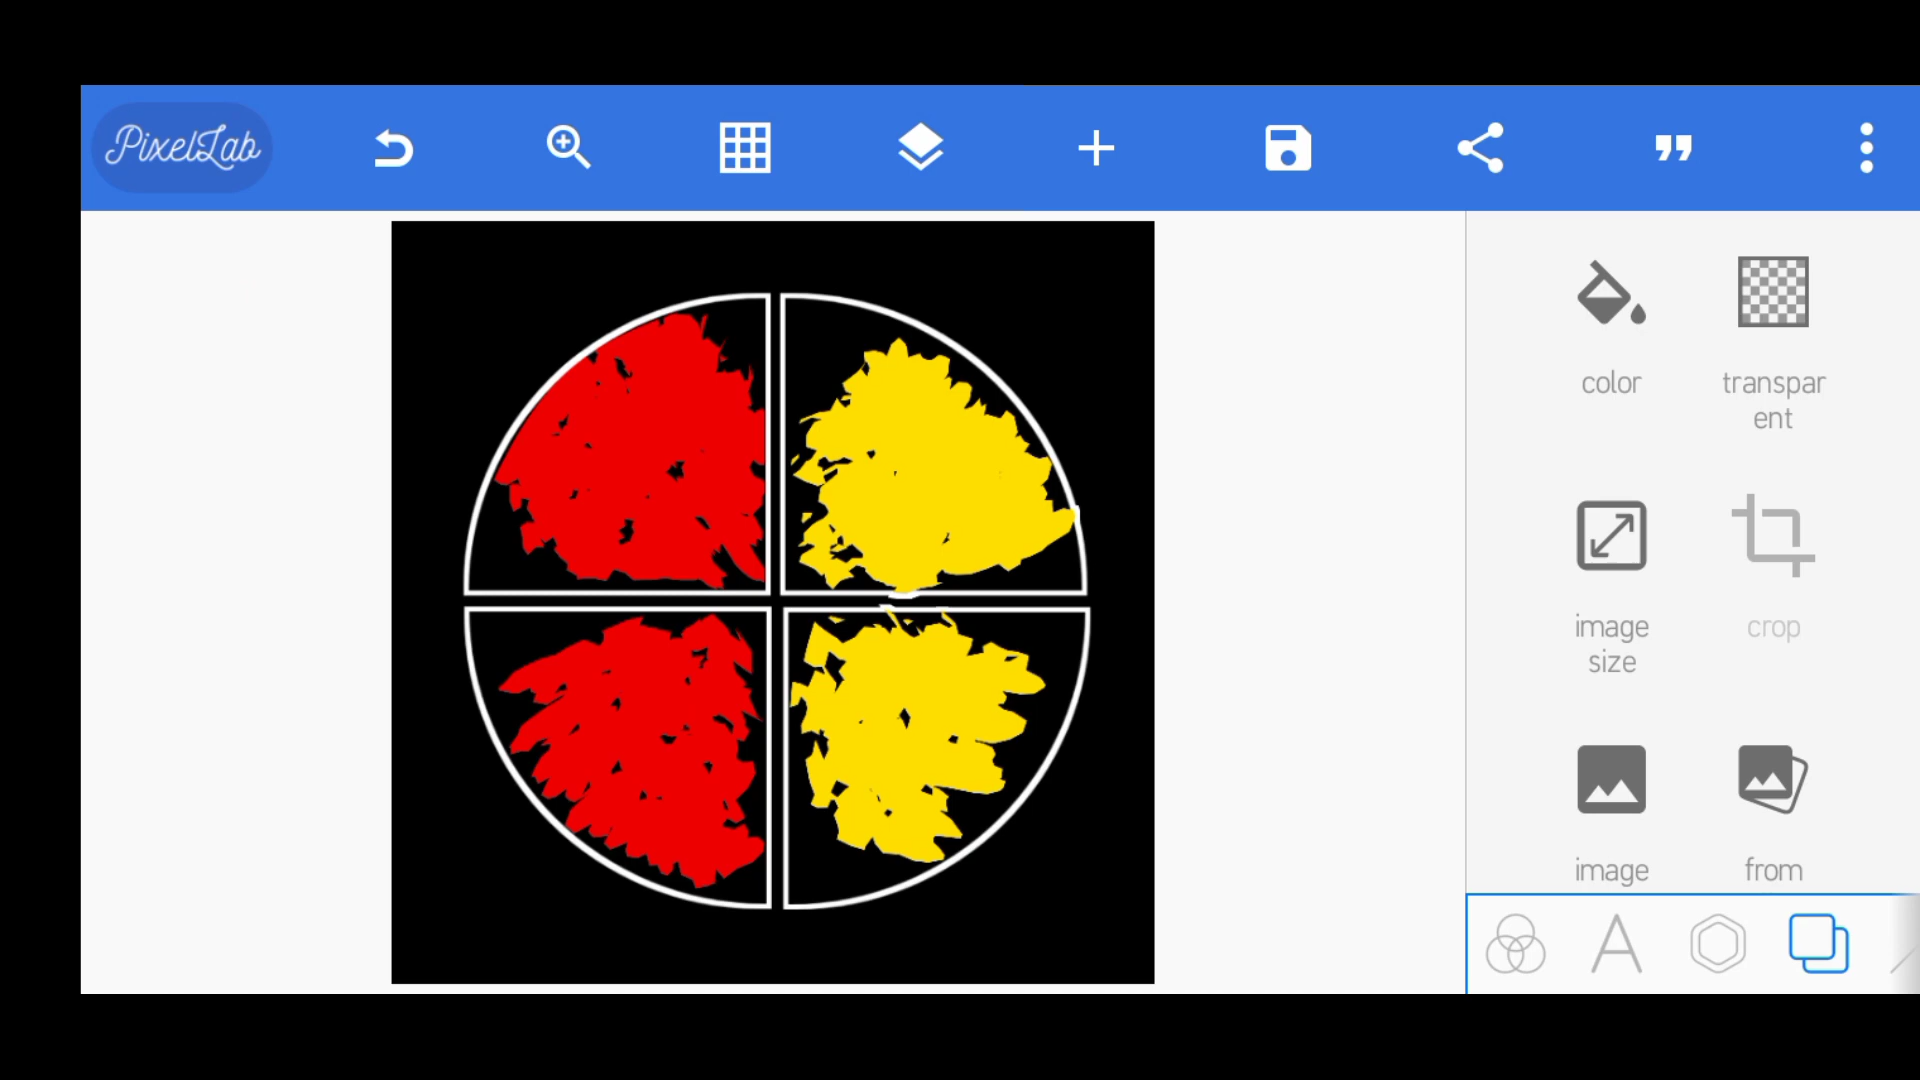 PixelLab
color
transpar
ent
image
size
crop
image
from